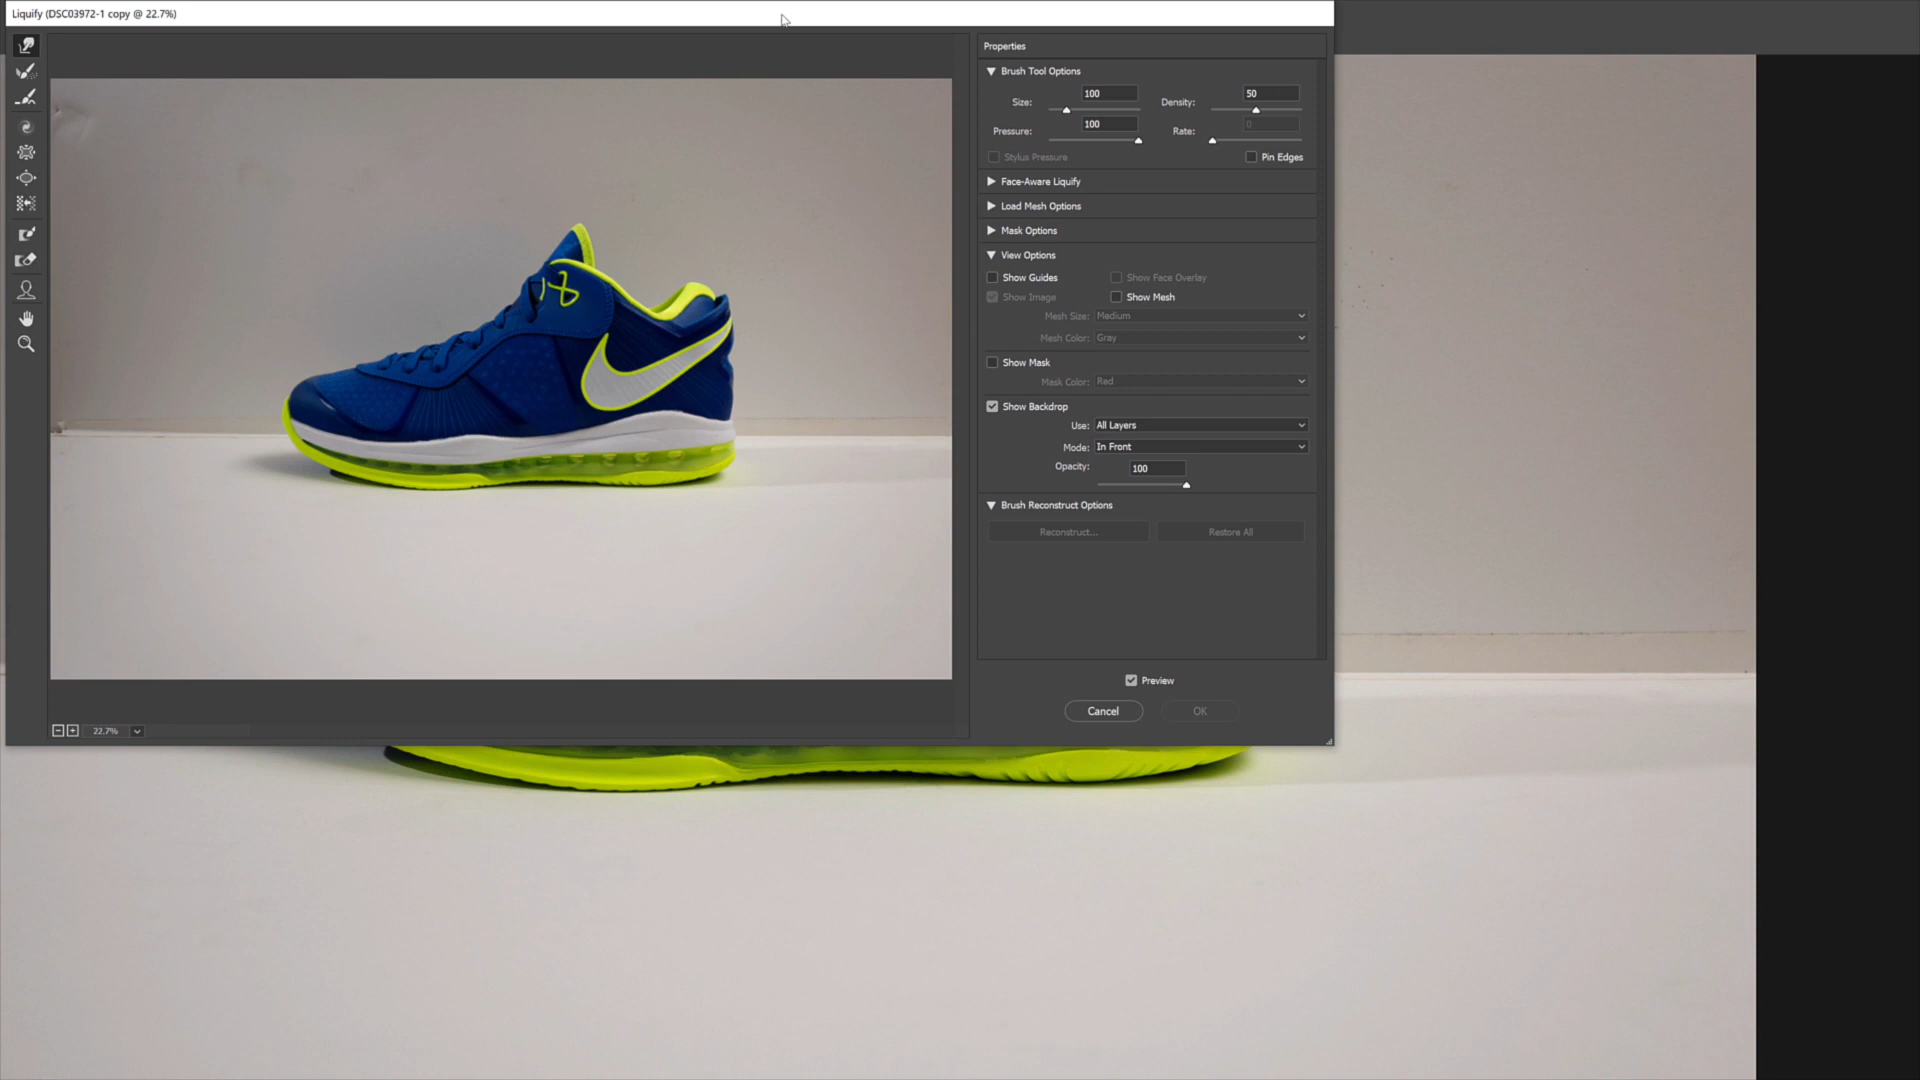 Liquify (DSC03972-1 copy @ 22.7%)
Properties
Brush Tool Options
Size: 100 Density: 50
Pressure: 100 Rate: 0
Stylus Pressure Pin Edges
Face-Aware Liquify
Load Mesh Options
Mask Options
View Options
Show Guides Show Face Overlay
Show Image Show Mesh
Mesh Size: Medium
Mesh Color: Gray
Show Mask
Mask Color: Red
Show Backdrop
Use: All Layers
Mode: In Front
Opacity: 100
Brush Reconstruct Options
Reconstruct... Restore All
Preview
Cancel OK
22.7%